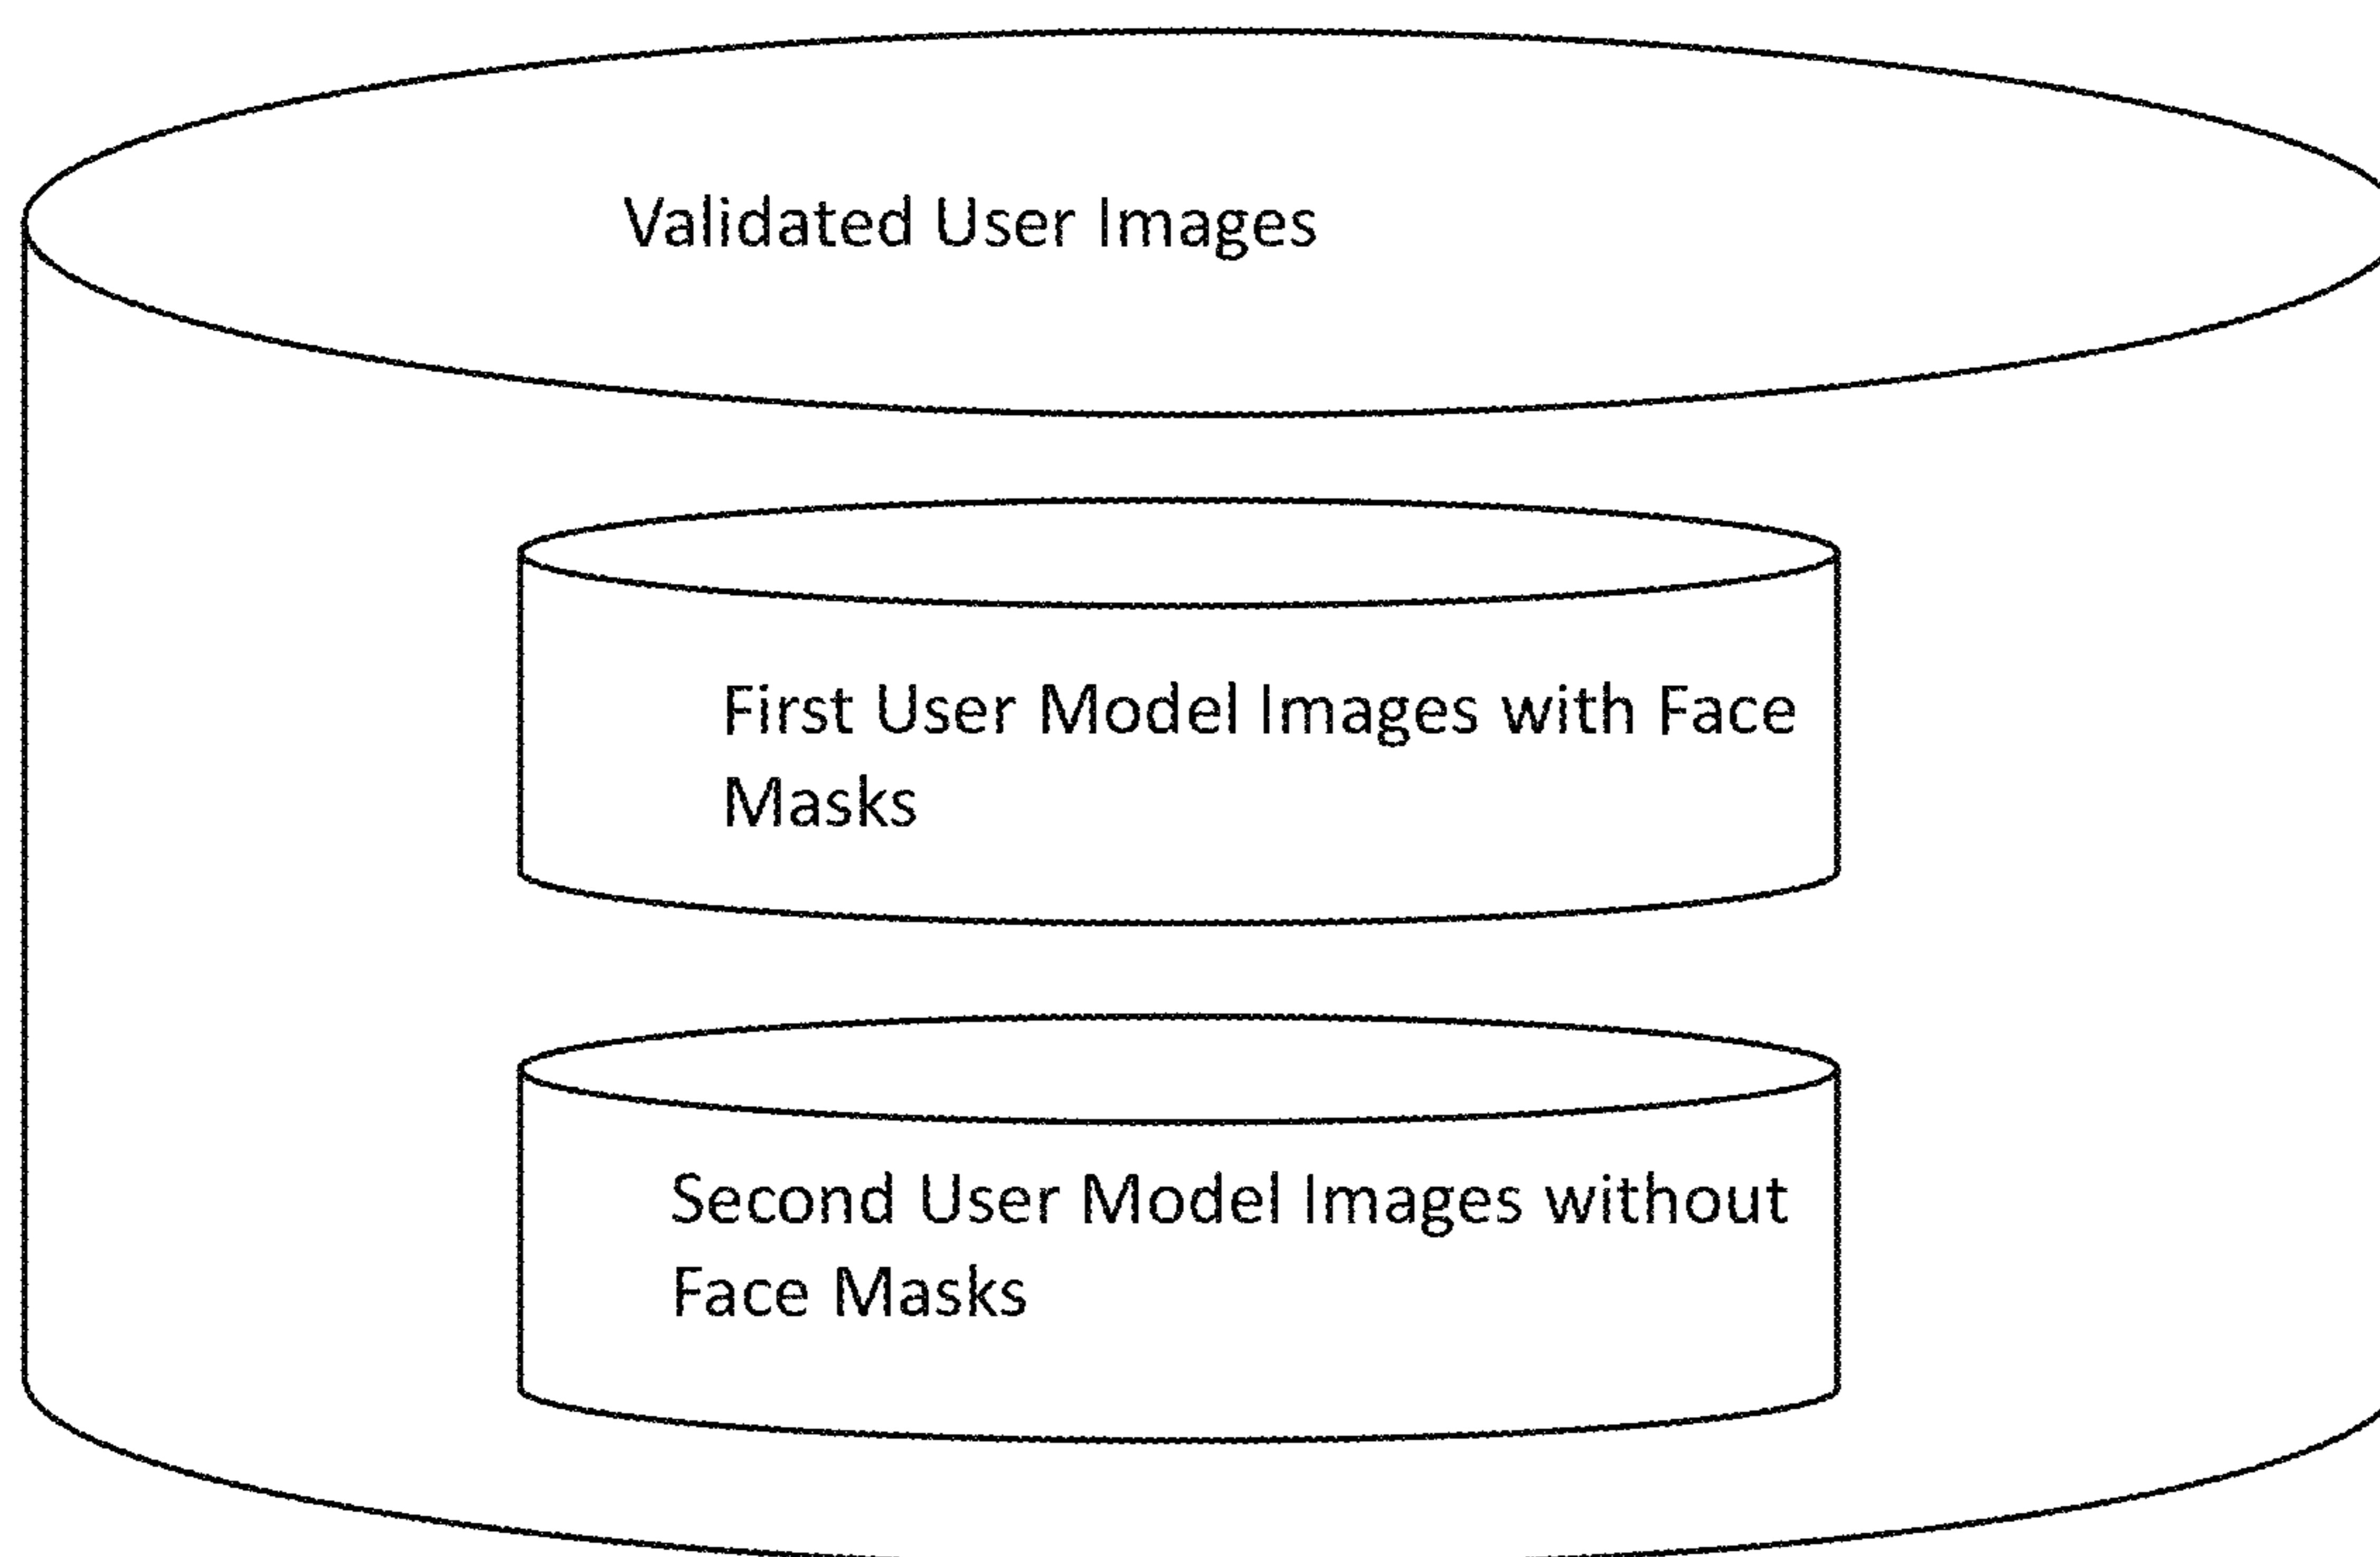 Validated User Images
First User Model Images with Face
Masks
Second User Model Images without
Face Masks